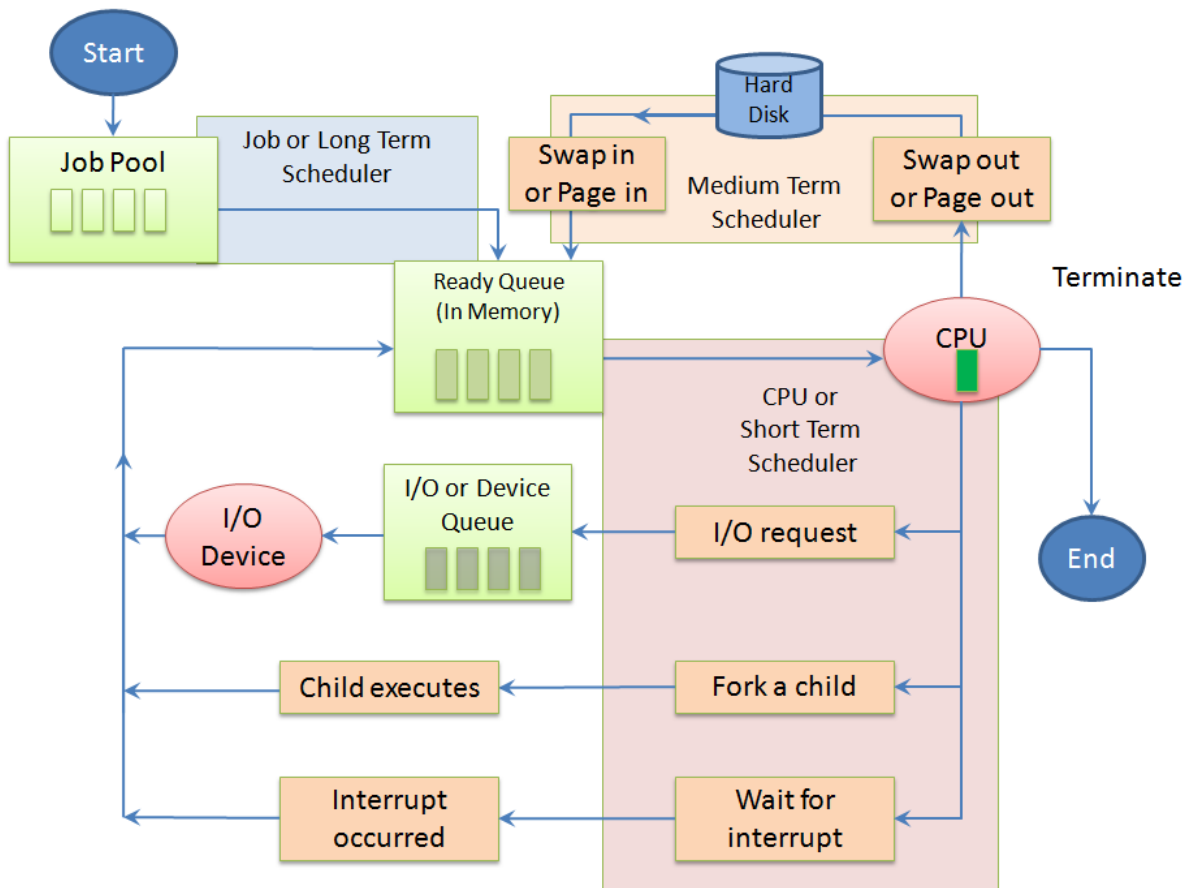 Start
Job Pool
Job or Long Term
Scheduler
Hard
Disk
Swap in
or Page in
Medium Term
Scheduler
Swap out
or Page out
Terminate
Ready Queue
(In Memory)
CPU
CPU or
Short Term
Scheduler
I/O
Device
I/O or Device
Queue
I/O request
End
Child executes
Fork a child
Interrupt
occurred
Wait for
interrupt